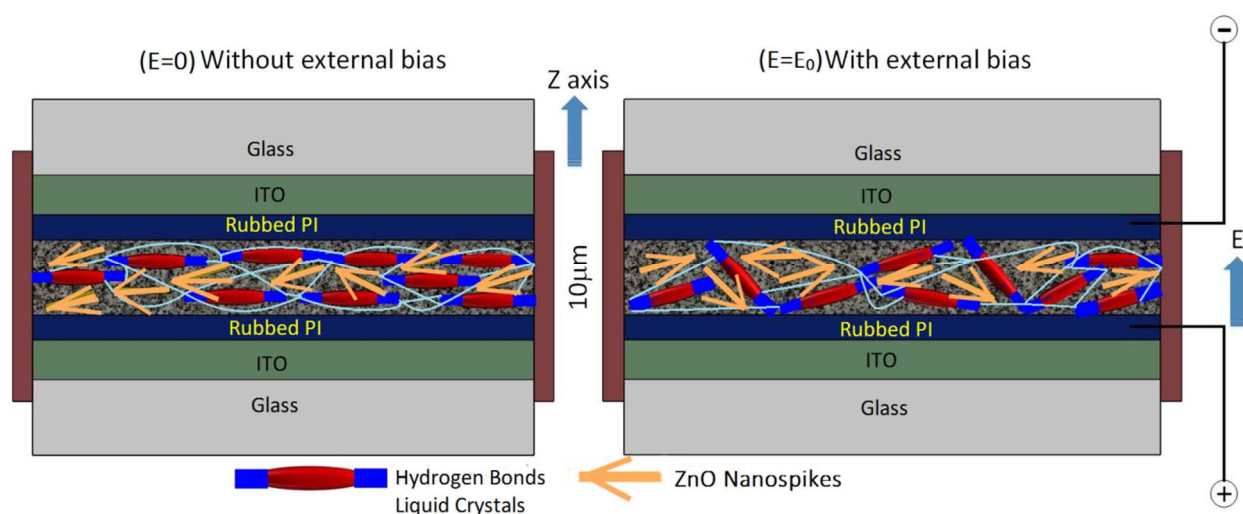 (E=0) Without external bias
(E=E₀) With external bias
Z axis
Glass
ITO
Rubbed PI
10µm
Rubbed PI
ITO
Glass
−
Glass
ITO
Rubbed PI
E
Rubbed PI
ITO
Glass
+
Hydrogen Bonds
Liquid Crystals
ZnO Nanospikes